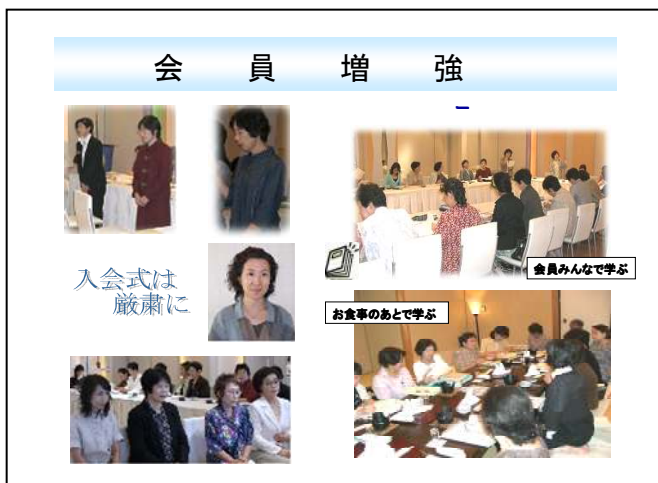 会員増強
入会式は
厳粛に
会員みんなで学ぶ
お食事のあとで学ぶ